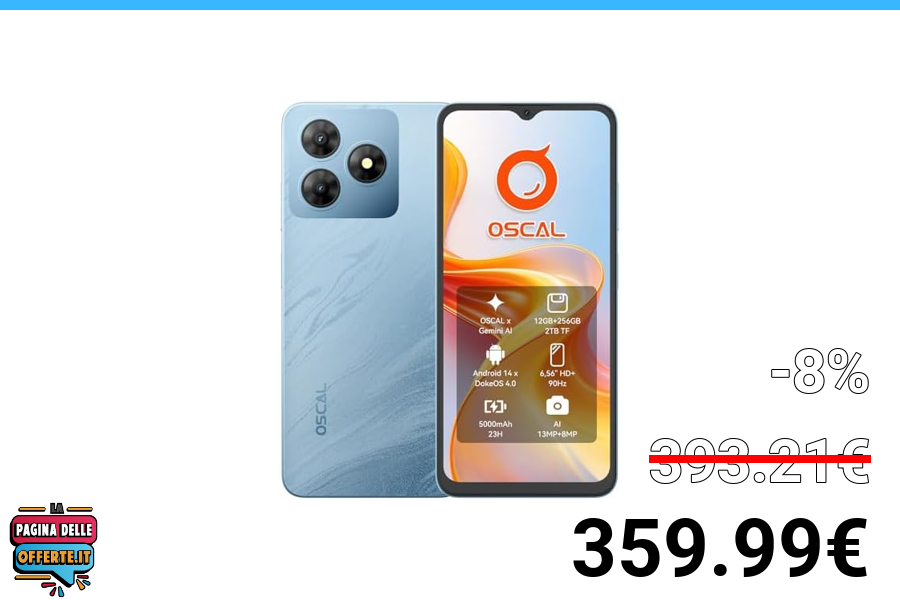 OSCAL
OSCAL
OSCAL x
Gemini AI
12GB+256GB
2TB TF
Android 14 x
DokeOS 4.0
6,56" HD+
90Hz
5000mAh
23H
AI
13MP+8MP
-8%
393.21€
359.99€
LA
PAGINA DELLE
OFFERTE.IT